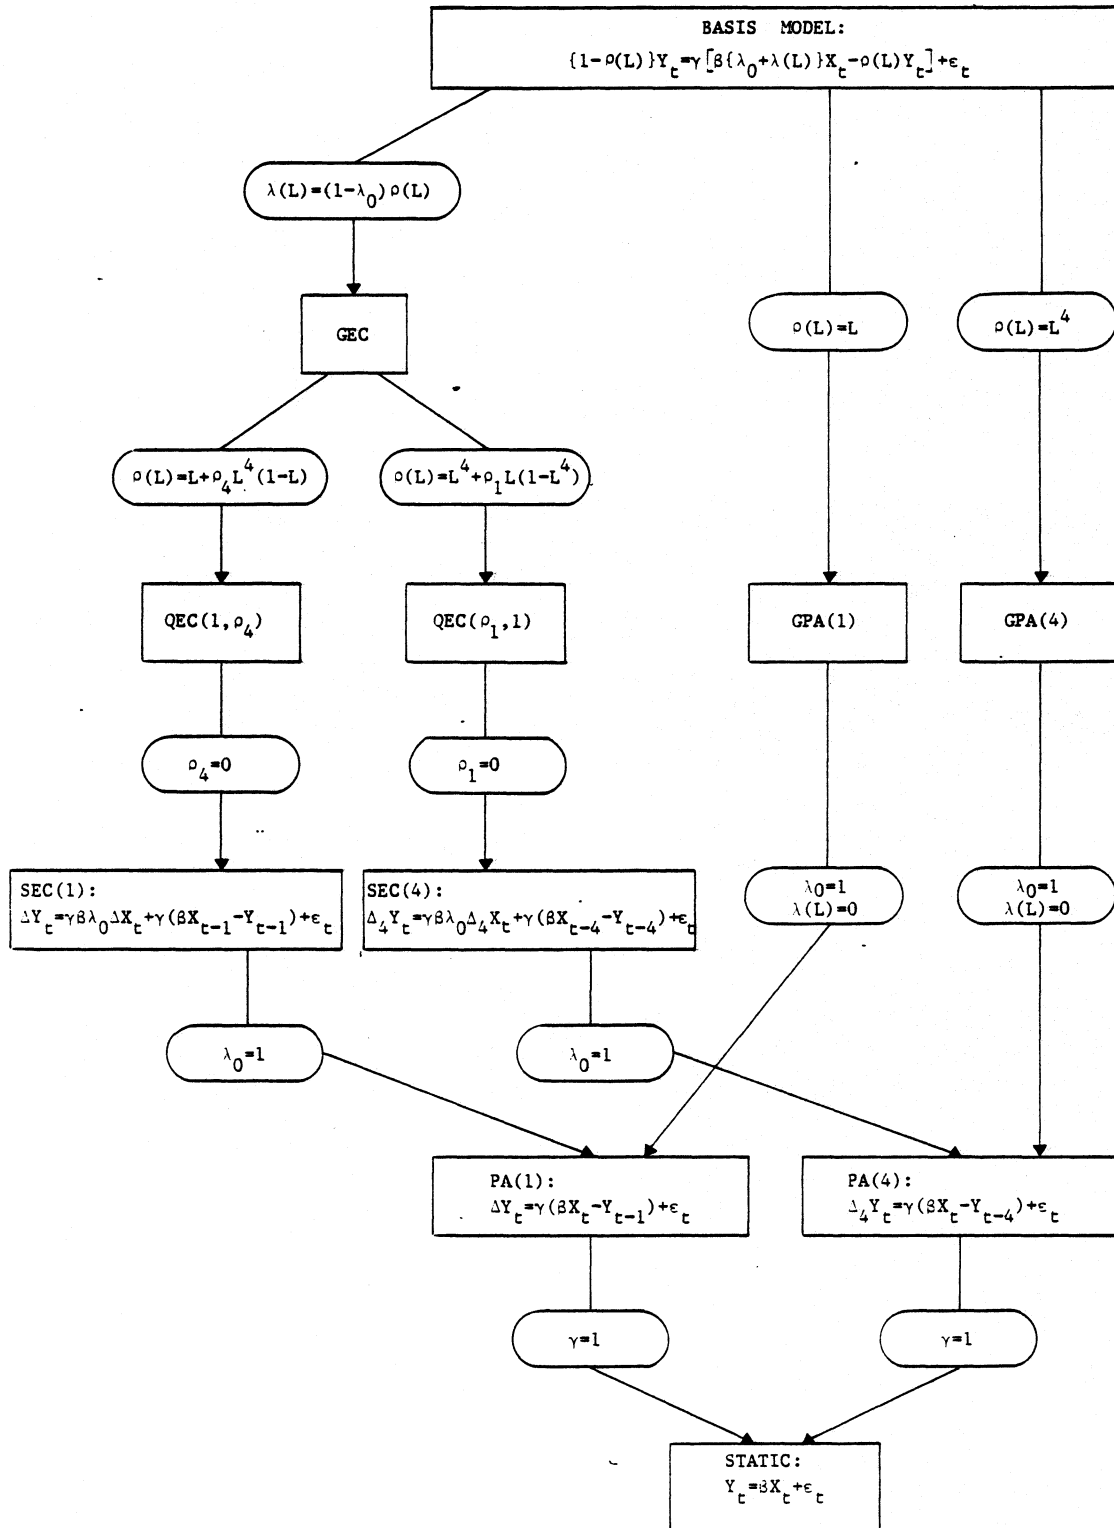 BASIS MODEL:
{1-ρ(L)}Y_t=γ[β{λ_0+λ(L)}X_t-ρ(L)Y_t]+ε_t
λ(L)=(1-λ_0)ρ(L)
GEC
ρ(L)=L
ρ(L)=L^4
ρ(L)=L+ρ_4L^4(1-L)
ρ(L)=L^4+ρ_1L(1-L^4)
QEC(1,ρ_4)
QEC(ρ_1,1)
GPA(1)
GPA(4)
ρ_4=0
ρ_1=0
SEC(1):
ΔY_t=γβλ_0ΔX_t+γ(βX_{t-1}-Y_{t-1})+ε_t
SEC(4):
Δ_4Y_t=γβλ_0Δ_4X_t+γ(βX_{t-4}-Y_{t-4})+ε_t
λ_0=1
λ(L)=0
λ_0=1
λ(L)=0
λ_0=1
λ_0=1
PA(1):
ΔY_t=γ(βX_t-Y_{t-1})+ε_t
PA(4):
Δ_4Y_t=γ(βX_t-Y_{t-4})+ε_t
γ=1
γ=1
STATIC:
Y_t=βX_t+ε_t